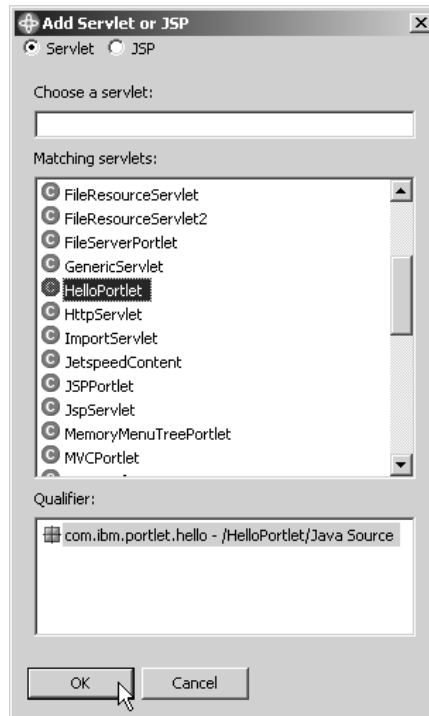 Add Servlet or JSP
Servlet JSP
Choose a servlet:
Matching servlets:
FileResourceServlet
FileResourceServlet2
FileServerPortlet
GenericServlet
HelloPortlet
HttpServlet
ImportServlet
JetspeedContent
JSPPortlet
JspServlet
MemoryMenuTreePortlet
MVCPortlet
Qualifier:
com.ibm.portlet.hello - /HelloPortlet/Java Source
OK Cancel